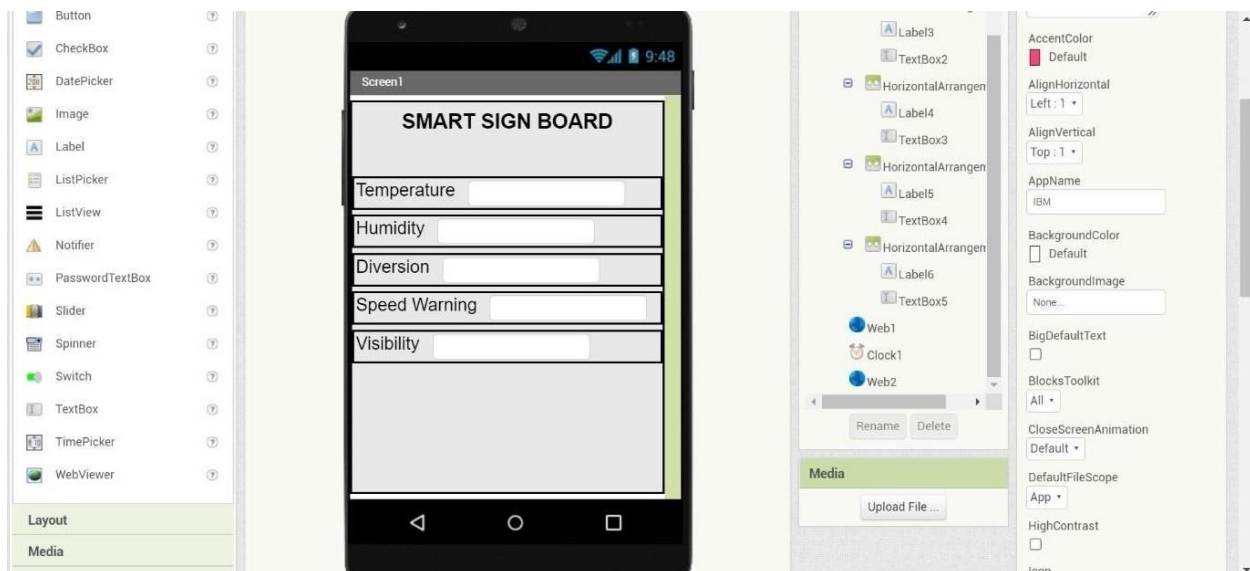 Button
CheckBox
DatePicker
Image
Label
ListPicker
ListView
Notifier
PasswordTextBox
Slider
Spinner
Switch
TextBox
TimePicker
WebViewer
Layout
Media
9:48
Screen1
SMART SIGN BOARD
Temperature
Humidity
Diversion
Speed Warning
Visibility
Label3
TextBox2
HorizontalArrangem
Label4
TextBox3
HorizontalArrangem
Label5
TextBox4
HorizontalArrangem
Label6
TextBox5
Web1
Clock1
Web2
Rename Delete
Media
Upload File ...
AccentColor
Default
AlignHorizontal
Left : 1
AlignVertical
Top : 1
AppName
IBM
BackgroundColor
Default
BackgroundImage
None...
BigDefaultText
BlocksToolkit
All
CloseScreenAnimation
Default
DefaultFileScope
App
HighContrast